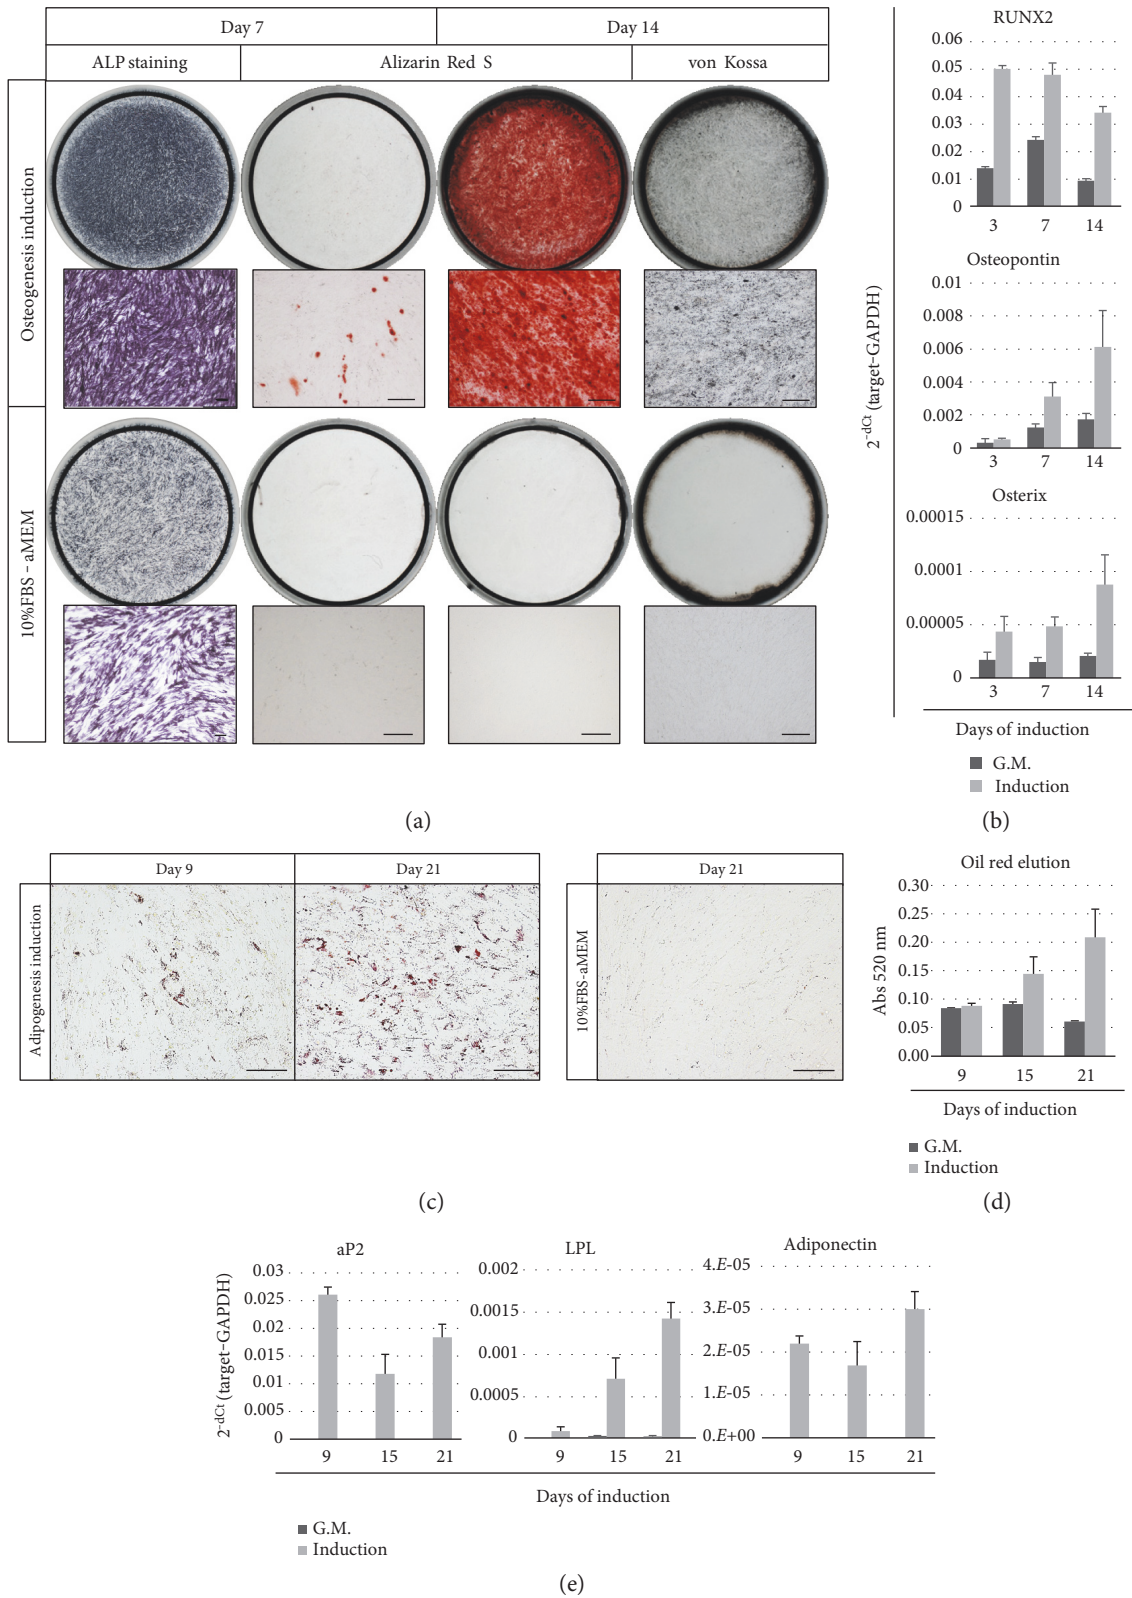 Day 7
Day 14
ALP staining
Alizarin Red S
von Kossa
Osteogenesis induction
10%FBS - aMEM
(a)
RUNX2
0.06
0.05
0.04
0.03
0.02
0.01
0
3 7 14
Osteopontin
0.01
0.008
0.006
0.004
0.002
0
3 7 14
2^-dCt (target-GAPDH)
Osterix
0.00015
0.0001
0.00005
0
3 7 14
Days of induction
G.M.
Induction
(b)
Day 9
Day 21
Adipogenesis induction
(c)
Day 21
10%FBS-aMEM
Oil red elution
Abs 520 nm
0.30
0.25
0.20
0.15
0.10
0.05
0.00
9 15 21
Days of induction
G.M.
Induction
(d)
aP2
2^-dCt (target-GAPDH)
0.03
0.025
0.02
0.015
0.01
0.005
0
9 15 21
LPL
0.002
0.0015
0.001
0.0005
0
9 15 21
Adiponectin
4.E-05
3.E-05
2.E-05
1.E-05
0.E+00
9 15 21
Days of induction
G.M.
Induction
(e)